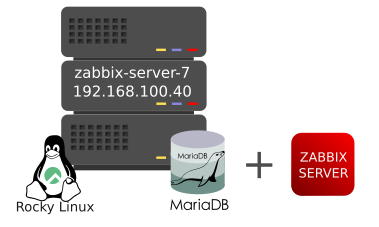 zabbix-server-7
192.168.100.40
MariaDB
ZABBIX
SERVER
Rocky Linux
MariaDB